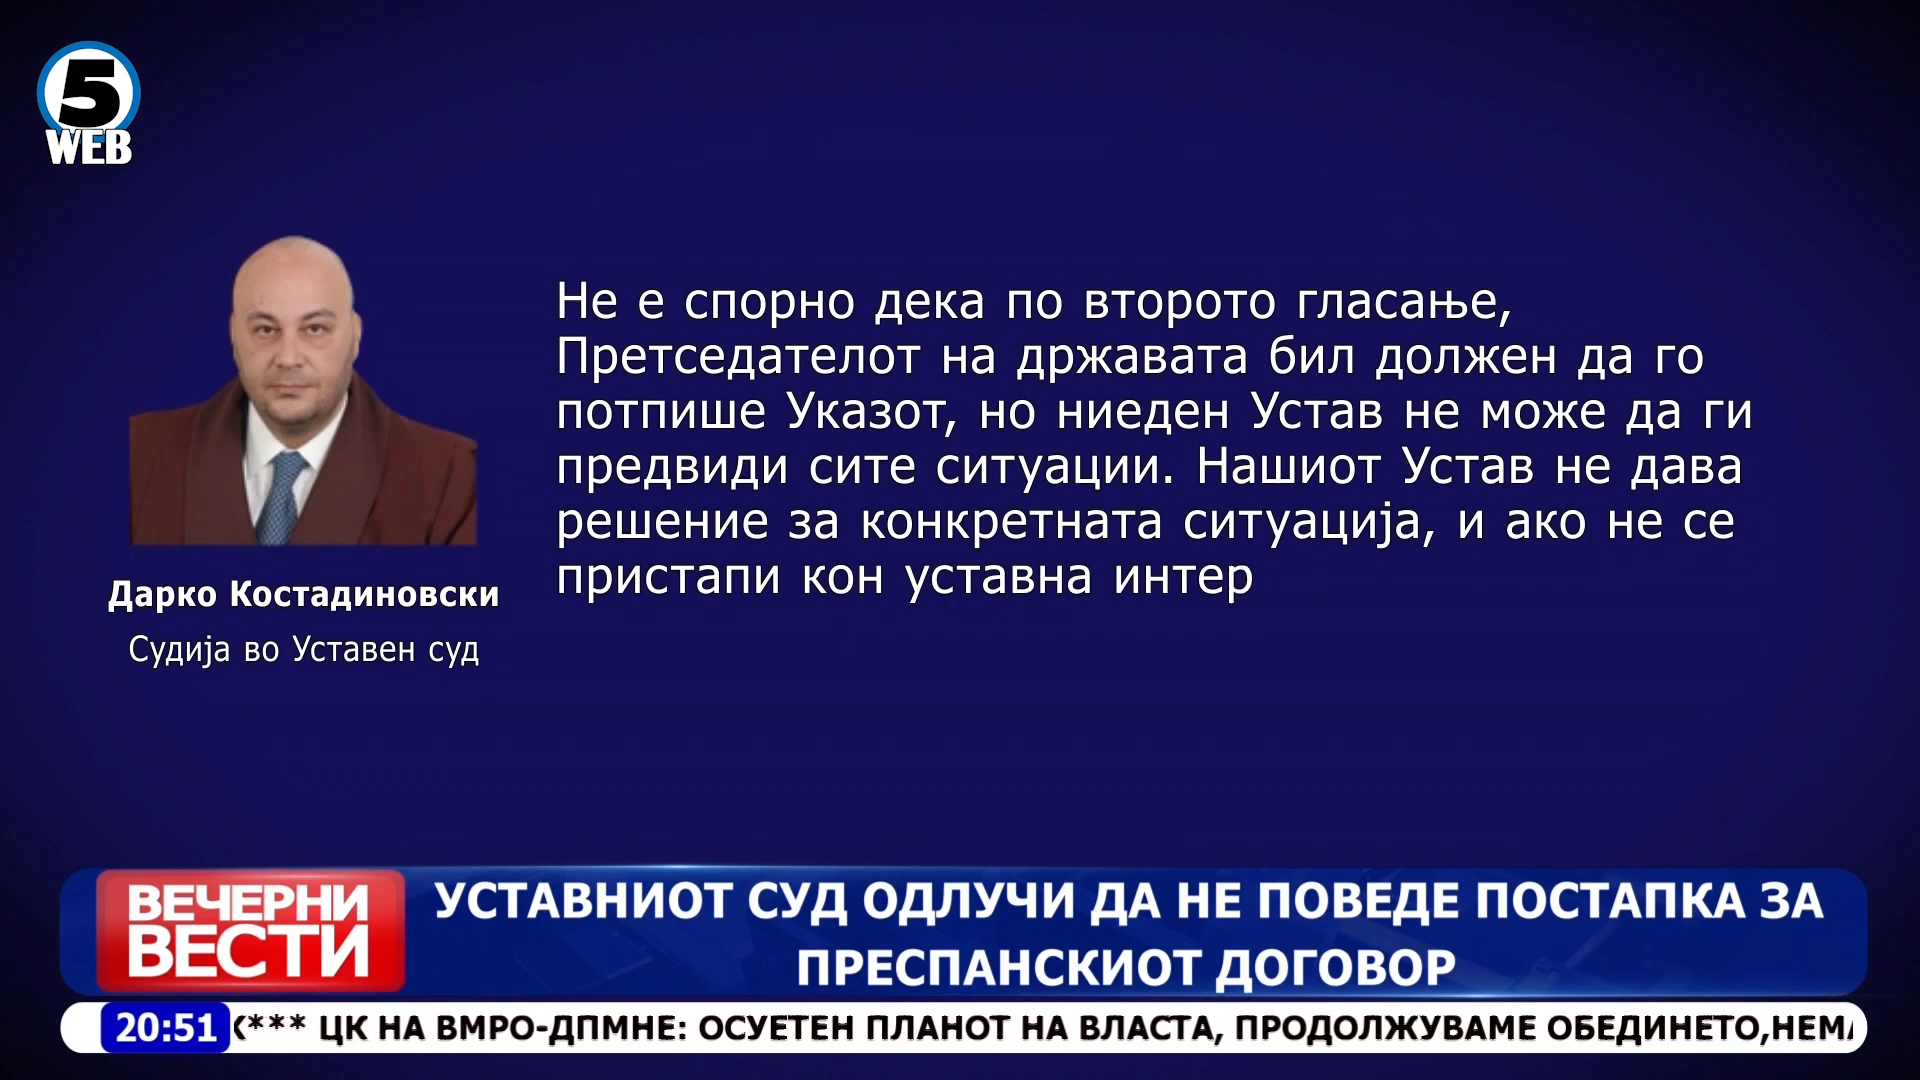 5
WEB
Не е спорно дека по второто гласање,
Претседателот на државата бил должен да го
потпише Указот, но ниеден Устав не може да ги
предвиди сите ситуации. Нашиот Устав не дава
решение за конкретната ситуација, и ако не се
пристапи кон уставна интер
Дарко Костадиновски
Судија во Уставен суд
ВЕЧЕРНИ
ВЕСТИ
УСТАВНИОТ СУД ОДЛУЧИ ДА НЕ ПОВЕДЕ ПОСТАПКА ЗА
ПРЕСПАНСКИОТ ДОГОВОР
20:51
*** ЦК НА ВМРО-ДПМНЕ: ОСУЕТЕН ПЛАНОТ НА ВЛАСТА, ПРОДОЛЖУВАМЕ ОБЕДИНЕТО,